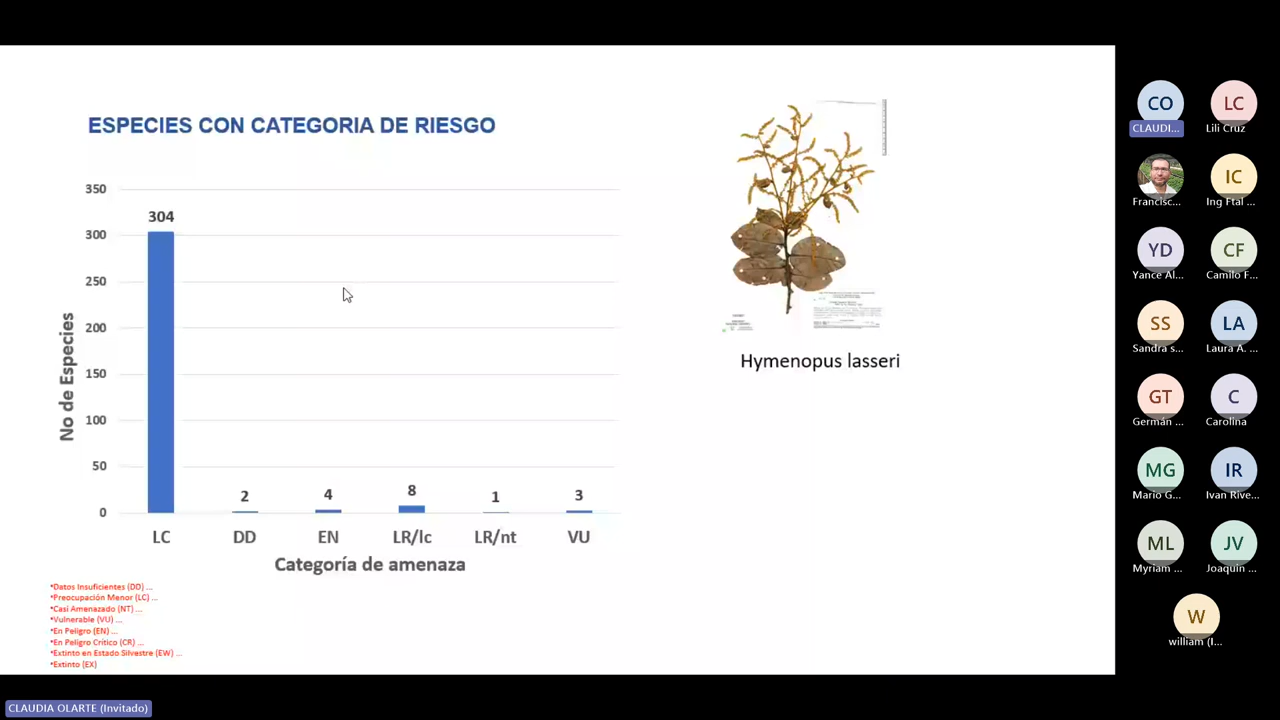 ESPECIES CON CATEGORIA DE RIESGO
350
300
250
200
150
100
50
0
No de Especies
304
2
4
8
1
3
LC
DD
EN
LR/lc
LR/nt
VU
Categoría de amenaza
•Datos Insuficientes (DD) ...
•Preocupación Menor (LC) ...
•Casi Amenazado (NT) ...
•Vulnerable (VU) ...
•En Peligro (EN) ...
•En Peligro Crítico (CR) ...
•Extinto en Estado Silvestre (EW) ...
•Extinto (EX)
Hymenopus lasseri
CO
CLAUDI...
LC
Lili Cruz
Francisc...
IC
Ing Ftal ...
YD
Yance Al...
CF
Camilo F...
SS
Sandra s...
LA
Laura A. ...
GT
Germán ...
C
Carolina
MG
Mario G...
IR
Ivan Rive...
ML
Myriam ...
JV
Joaquin ...
W
william (I...
CLAUDIA OLARTE (Invitado)